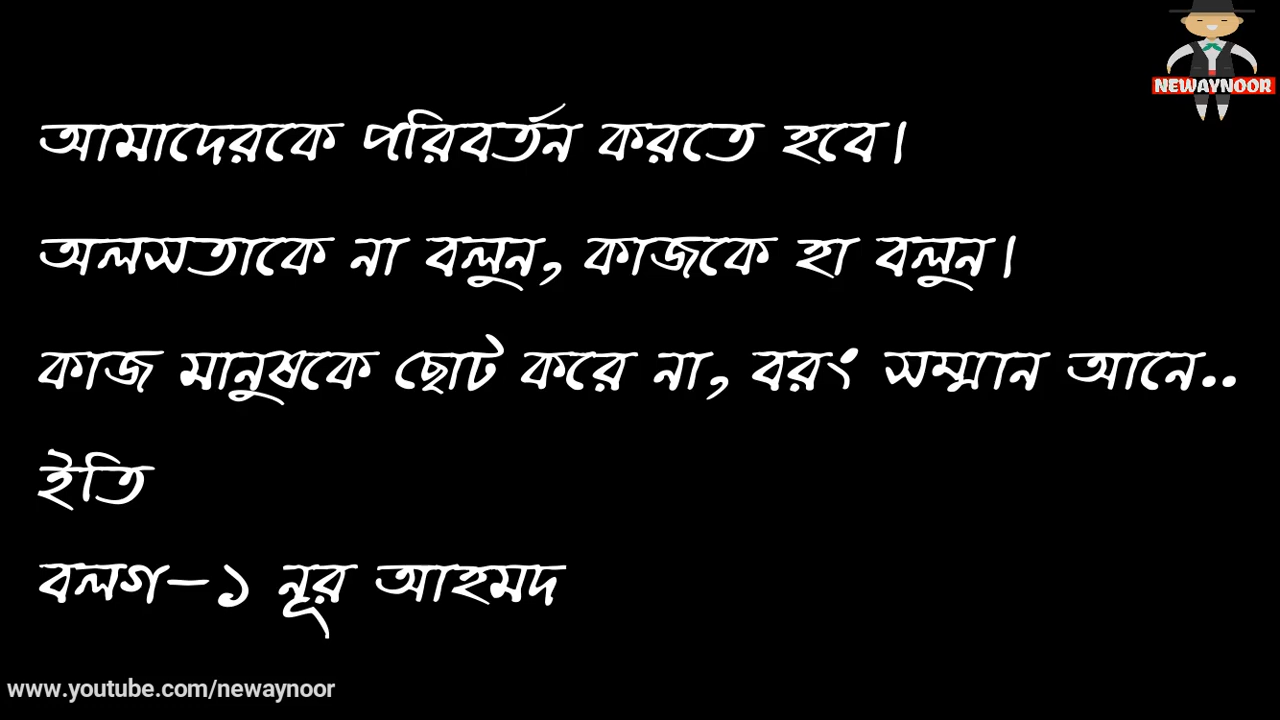 NEWAYNOOR
আমাদেরকে পরিবর্তন করতে হবে।
অলসতাকে না বলুন, কাজকে হা বলুন।
কাজ মানুষকে ছোট করে না, বরং সম্মান আনে..
ইতি
বলগ-১ নূর আহমদ
www.youtube.com/newaynoor